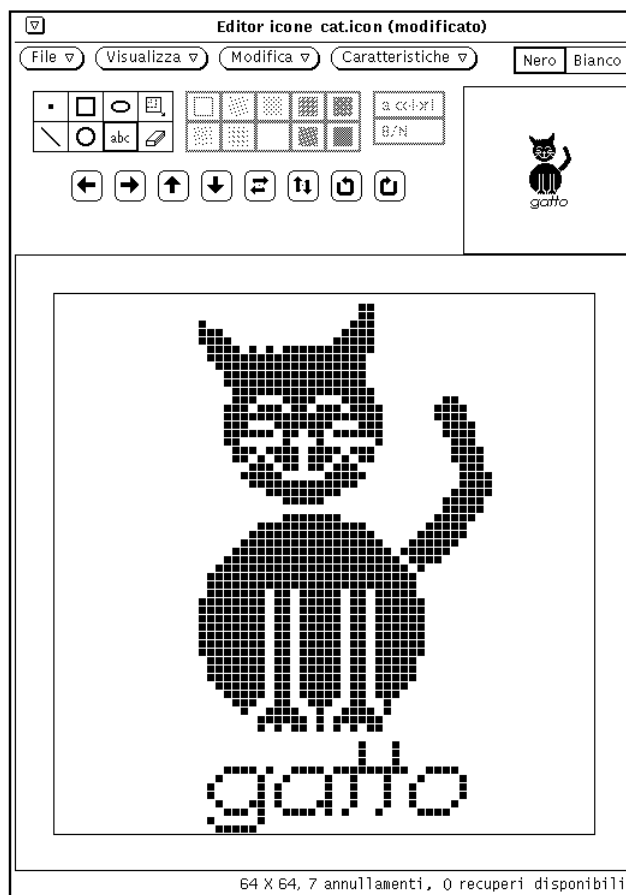 Editor icone cat.icon (modificato)
File Visualizza Modifica Caratteristiche Nero Bianco
abc a colori
B/N
gatto
gatto
64 X 64, 7 annullamenti, 0 recuperi disponibili